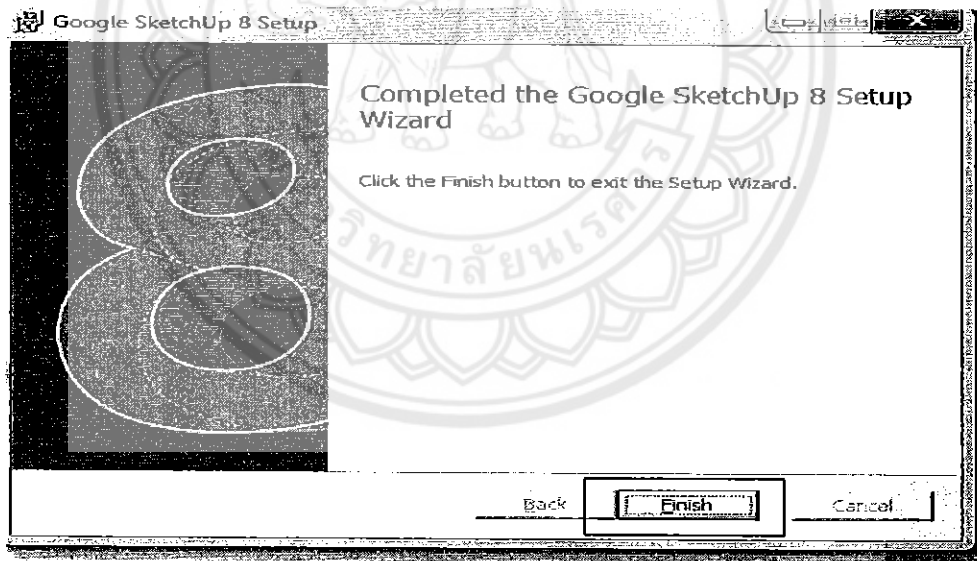 Google SketchUp 8 Setup
Completed the Google SketchUp 8 Setup
Wizard
Click the Finish button to exit the Setup Wizard.
8
Back
Finish
Cancel